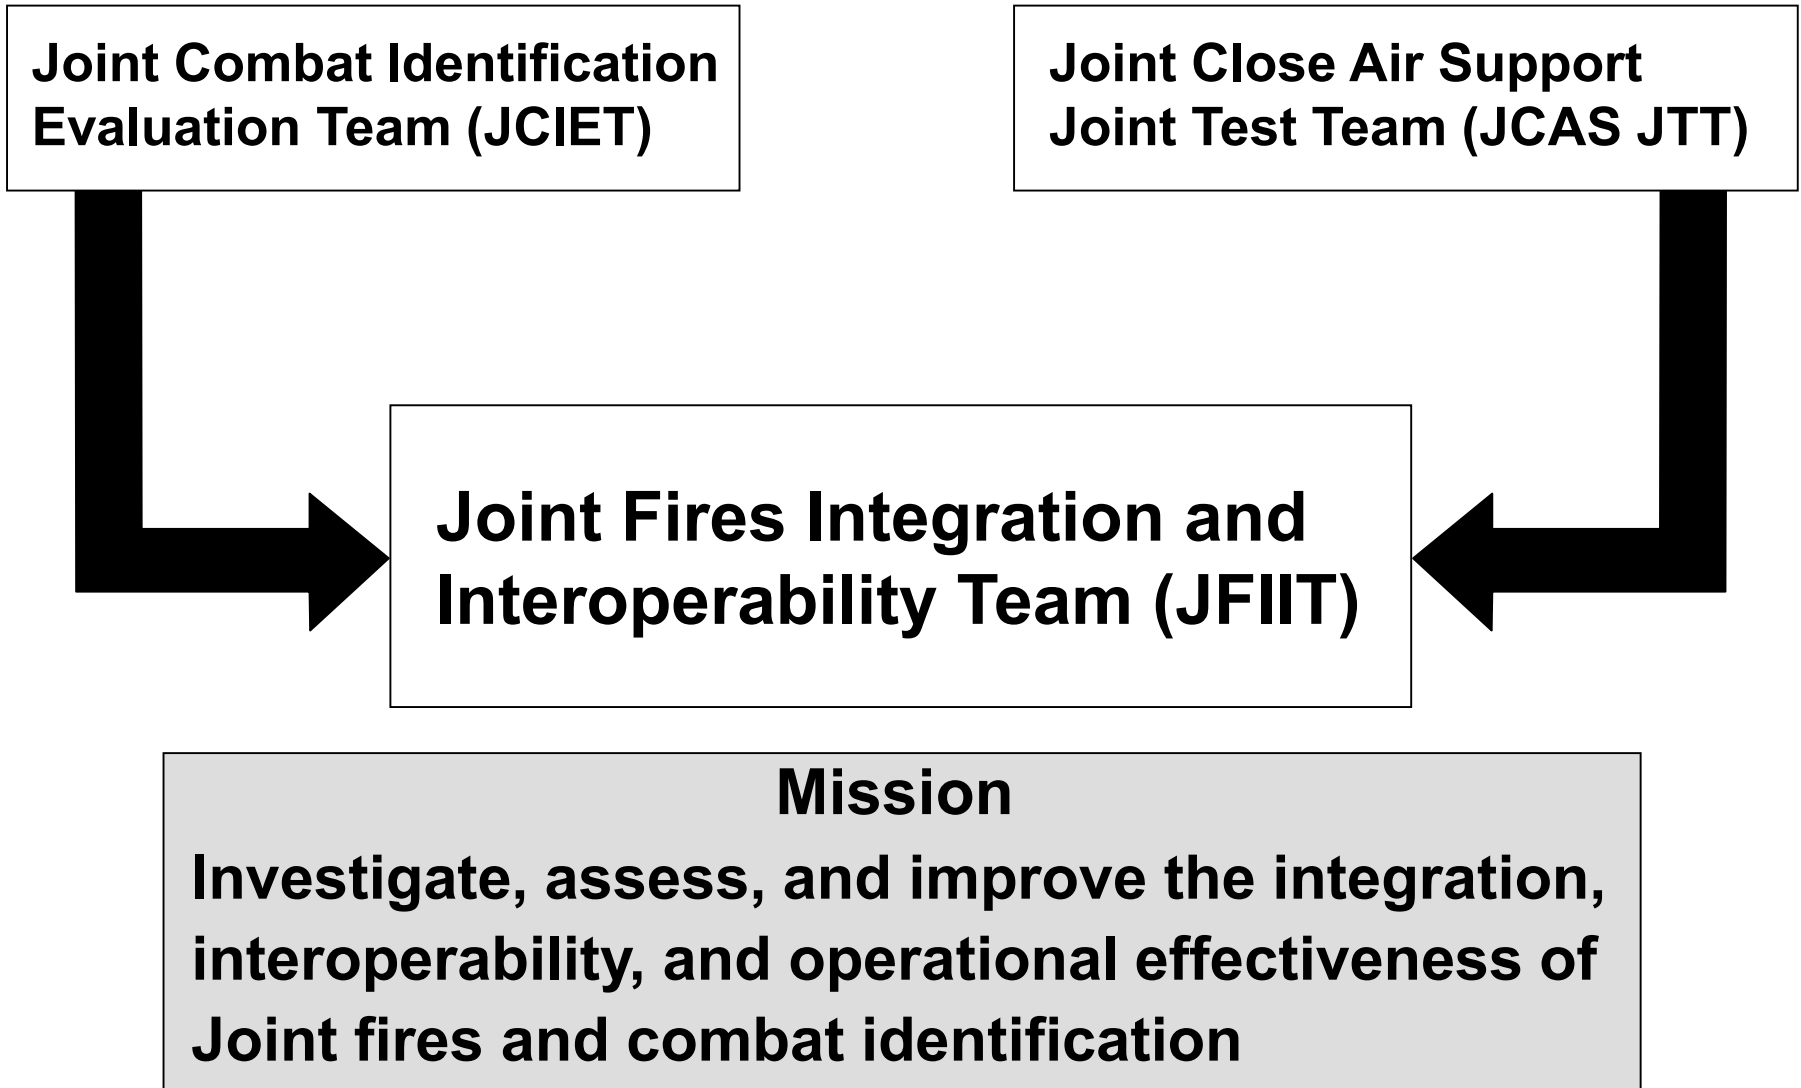 Joint Combat Identification
Evaluation Team (JCIET)
Joint Close Air Support
Joint Test Team (JCAS JTT)
Joint Fires Integration and
Interoperability Team (JFIIT)
Mission
Investigate, assess, and improve the integration,
interoperability, and operational effectiveness of
Joint fires and combat identification